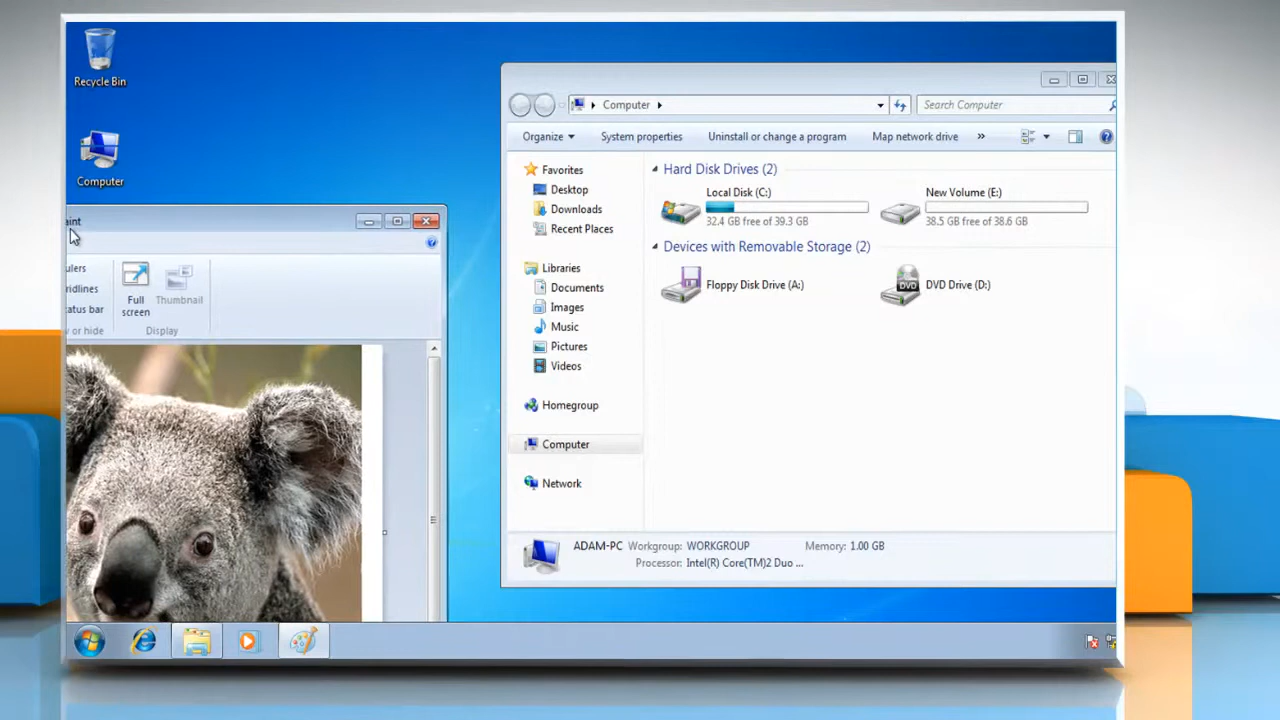 Recycle Bin
Computer
aint
ulers
ridlines
atus bar
w or hide
Full
screen
Thumbnail
Display
Computer
Search Computer
Organize
System properties
Uninstall or change a program
Map network drive
»
Favorites
Desktop
Downloads
Recent Places
Libraries
Documents
Images
Music
Pictures
Videos
Homegroup
Computer
Network
Hard Disk Drives (2)
Local Disk (C:)
32.4 GB free of 39.3 GB
New Volume (E:)
38.5 GB free of 38.6 GB
Devices with Removable Storage (2)
Floppy Disk Drive (A:)
DVD
DVD Drive (D:)
ADAM-PC Workgroup: WORKGROUP Memory: 1.00 GB
Processor: Intel(R) Core(TM)2 Duo ...